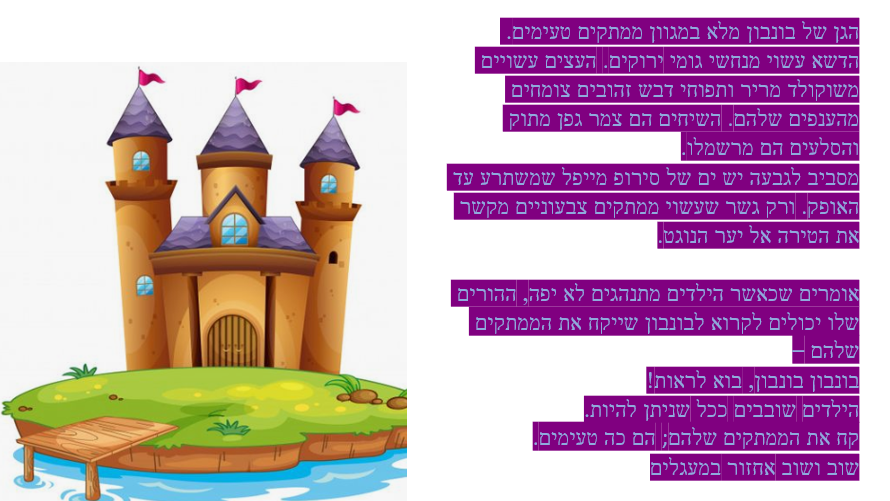 הגן של בונבון מלא במגוון ממתקים טעימים.
הדשא עשוי מנחשי גומי ירוקים. העצים עשויים
משוקולד מריר ותפוחי דבש זהובים צומחים
מהענפים שלהם. השיחים הם צמר גפן מתוק
והסלעים הם מרשמלו.
מסביב לגבעה יש ים של סירופ מייפל שמשתרע עד
האופק. ורק גשר שעשוי ממתקים צבעוניים מקשר
את הטירה אל יער הנוגט.
אומרים שכאשר הילדים מתנהגים לא יפה, ההורים
שלו יכולים לקרוא לבונבון שייקח את הממתקים
שלהם –
בונבון בונבון, בוא לראות!
הילדים שובבים ככל שניתן להיות.
קח את הממתקים שלהם; הם כה טעימים.
שוב ושוב אחזור במעגלים